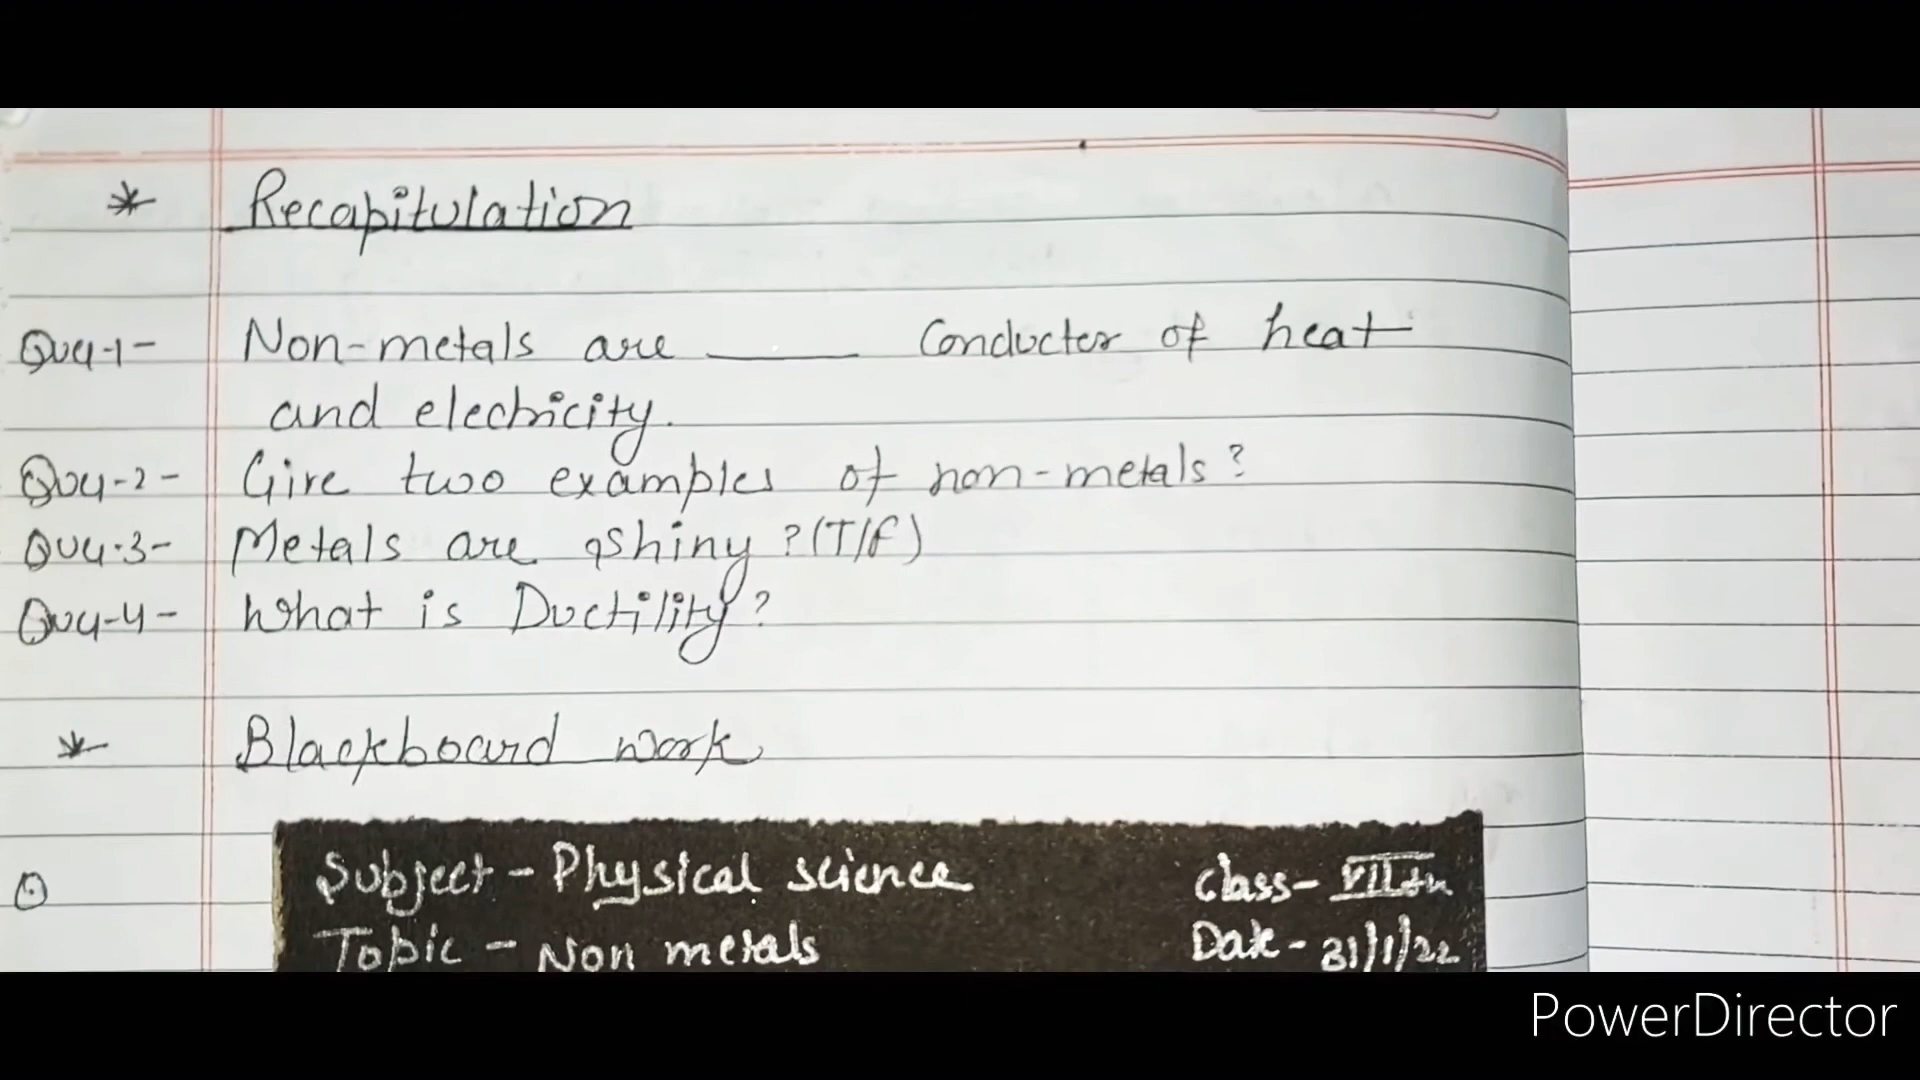 * Recapitulation
Que-1- Non-metals are ______ Conductor of heat
and electricity.
Que-2- Give two examples of non-metals?
Que-3- Metals are shiny? (T/F)
Que-4- What is Ductility?
* Blackboard work
Subject - Physical science Class- VIIth
Topic - Non metals Date - 31/1/22
PowerDirector